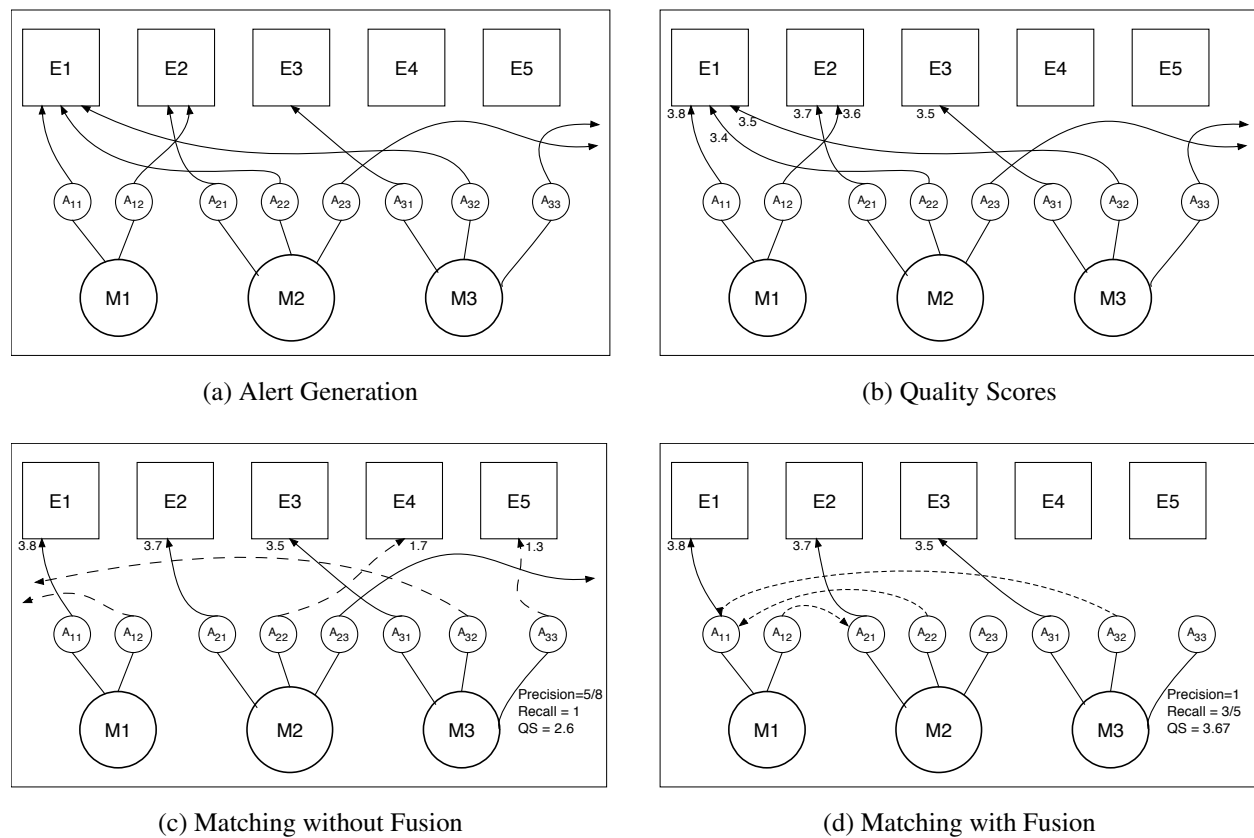 E1 E2 E3 E4 E5
A11 A12 A21 A22 A23 A31 A32 A33
M1 M2 M3
(a) Alert Generation
E1 E2 E3 E4 E5
3.8 3.4 3.5 3.7 3.6 3.5
A11 A12 A21 A22 A23 A31 A32 A33
M1 M2 M3
(b) Quality Scores
E1 E2 E3 E4 E5
3.8 3.7 3.5 1.7 1.3
A11 A12 A21 A22 A23 A31 A32 A33
M1 M2 M3
Precision=5/8
Recall = 1
QS = 2.6
(c) Matching without Fusion
E1 E2 E3 E4 E5
3.8 3.7 3.5
A11 A12 A21 A22 A23 A31 A32 A33
M1 M2 M3
Precision=1
Recall = 3/5
QS = 3.67
(d) Matching with Fusion